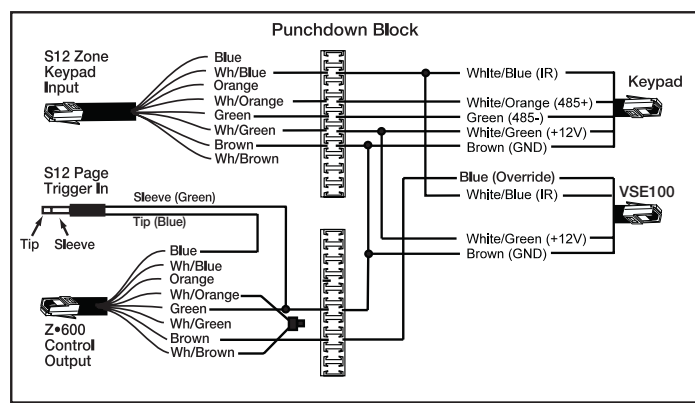 Punchdown Block
S12 Zone
Keypad
Input
Blue
Wh/Blue
Orange
Wh/Orange
Green
Wh/Green
Brown
Wh/Brown
White/Blue (IR)
White/Orange (485+)
Green (485-)
White/Green (+12V)
Brown (GND)
Keypad
Blue (Override)
White/Blue (IR)
White/Green (+12V)
Brown (GND)
VSE100
S12 Page
Trigger In
Sleeve (Green)
Tip (Blue)
Tip
Sleeve
Blue
Wh/Blue
Orange
Wh/Orange
Green
Wh/Green
Brown
Wh/Brown
Z•600
Control
Output